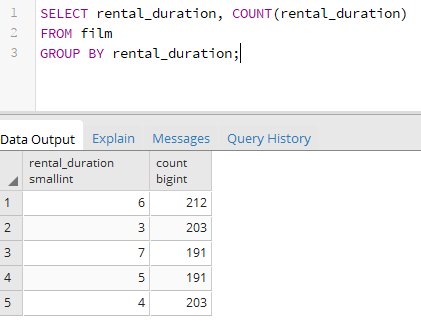 1 SELECT rental_duration, COUNT(rental_duration)
2 FROM film
3 GROUP BY rental_duration;
Data Output Explain Messages Query History
rental_duration count
smallint bigint
1 6 212
2 3 203
3 7 191
4 5 191
5 4 203